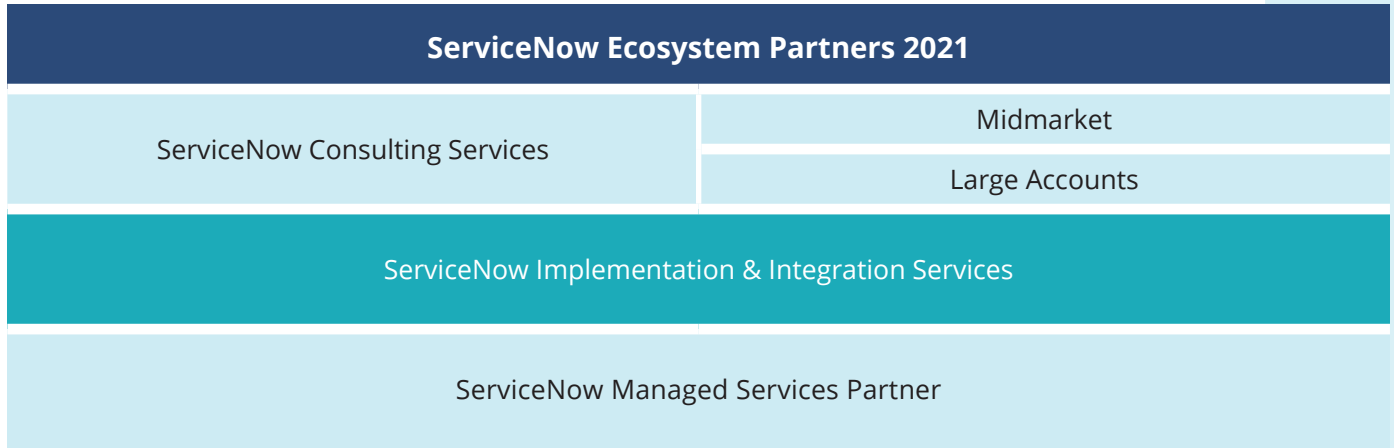 ServiceNow Ecosystem Partners 2021
ServiceNow Consulting Services
Midmarket
Large Accounts
ServiceNow Implementation & Integration Services
ServiceNow Managed Services Partner